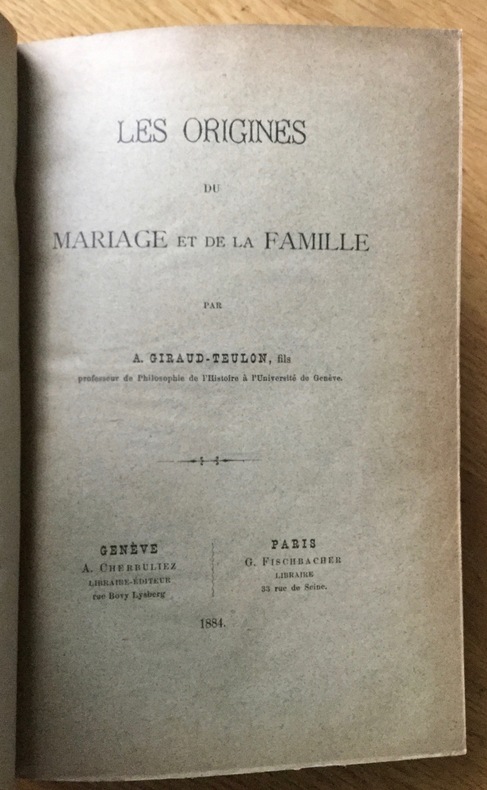 LES ORIGINES
DU
MARIAGE ET DE LA FAMILLE
PAR
A. GIRAUD-TEULON, fils
professeur de Philosophie de l'Histoire à l'Université de Genève.
GENÈVE
A. CHERBULIEZ
LIBRAIRE-ÉDITEUR
rue Bovy Lysberg
PARIS
G. FISCHBACHER
LIBRAIRE
33 rue de Seine.
1884.